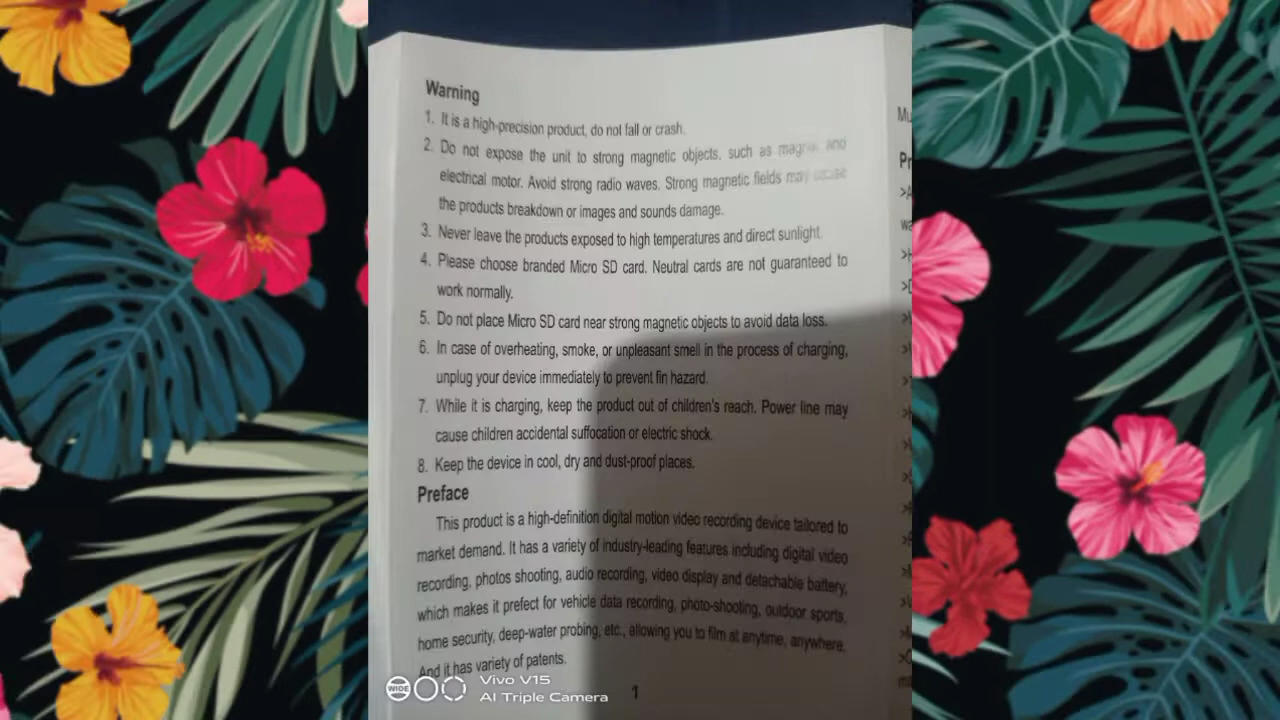 Warning
1. It is a high-precision product, do not fall or crash.
2. Do not expose the unit to strong magnetic objects, such as and
electrical motor. Avoid strong radio waves. Strong magnetic fields may cause
the products breakdown or images and sounds damage.
3. Never leave the products exposed to high temperatures and direct sunlight.
4. Please choose branded Micro SD card. Neutral cards are not guaranteed to
work normally.
5. Do not place Micro SD card near strong magnetic objects to avoid data loss.
6. In case of overheating, smoke, or unpleasant smell in the process of charging,
unplug your device immediately to prevent fin hazard.
7. While it is charging, keep the product out of children's reach. Power line may
cause children accidental suffocation or electric shock.
8. Keep the device in cool, dry and dust-proof places.
Preface
This product is a high-definition digital motion video recording device tailored to
market demand. It has a variety of industry-leading features including digital video
recording, photos shooting, audio recording, video display and detachable battery,
which makes it prefect for vehicle data recording, photo-shooting, outdoor sports,
home security, deep-water probing, etc., allowing you to film at anytime, anywhere.
And it has variety of patents.
1
WIDE
Vivo V15
AI Triple Camera